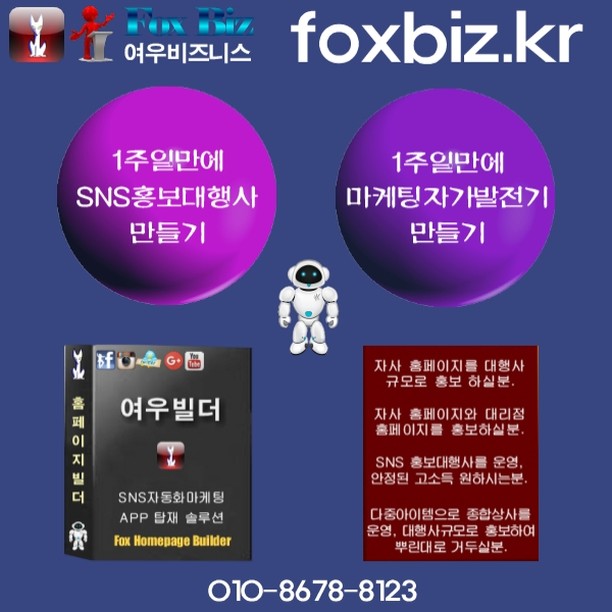 Fox Biz
여우비즈니스
foxbiz.kr
1주일만에
SNS홍보대행사
만들기
1주일만에
마케팅자가발전기
만들기
홈페이지빌더
You
Tube
여우빌더
SNS자동화마케팅
APP 탑재 솔루션
Fox Homepage Builder
자사 홈페이지를 대행사
규모로 홍보 하실분.
자사 홈페이지와 대리점
홈페이지를 홍보하실분.
SNS 홍보대행사를 운영,
안정된 고소득 원하시는분.
다중아이템으로 종합상사를
운영, 대행사규모로 홍보하여
뿌린대로 거두실분.
010-8678-8123